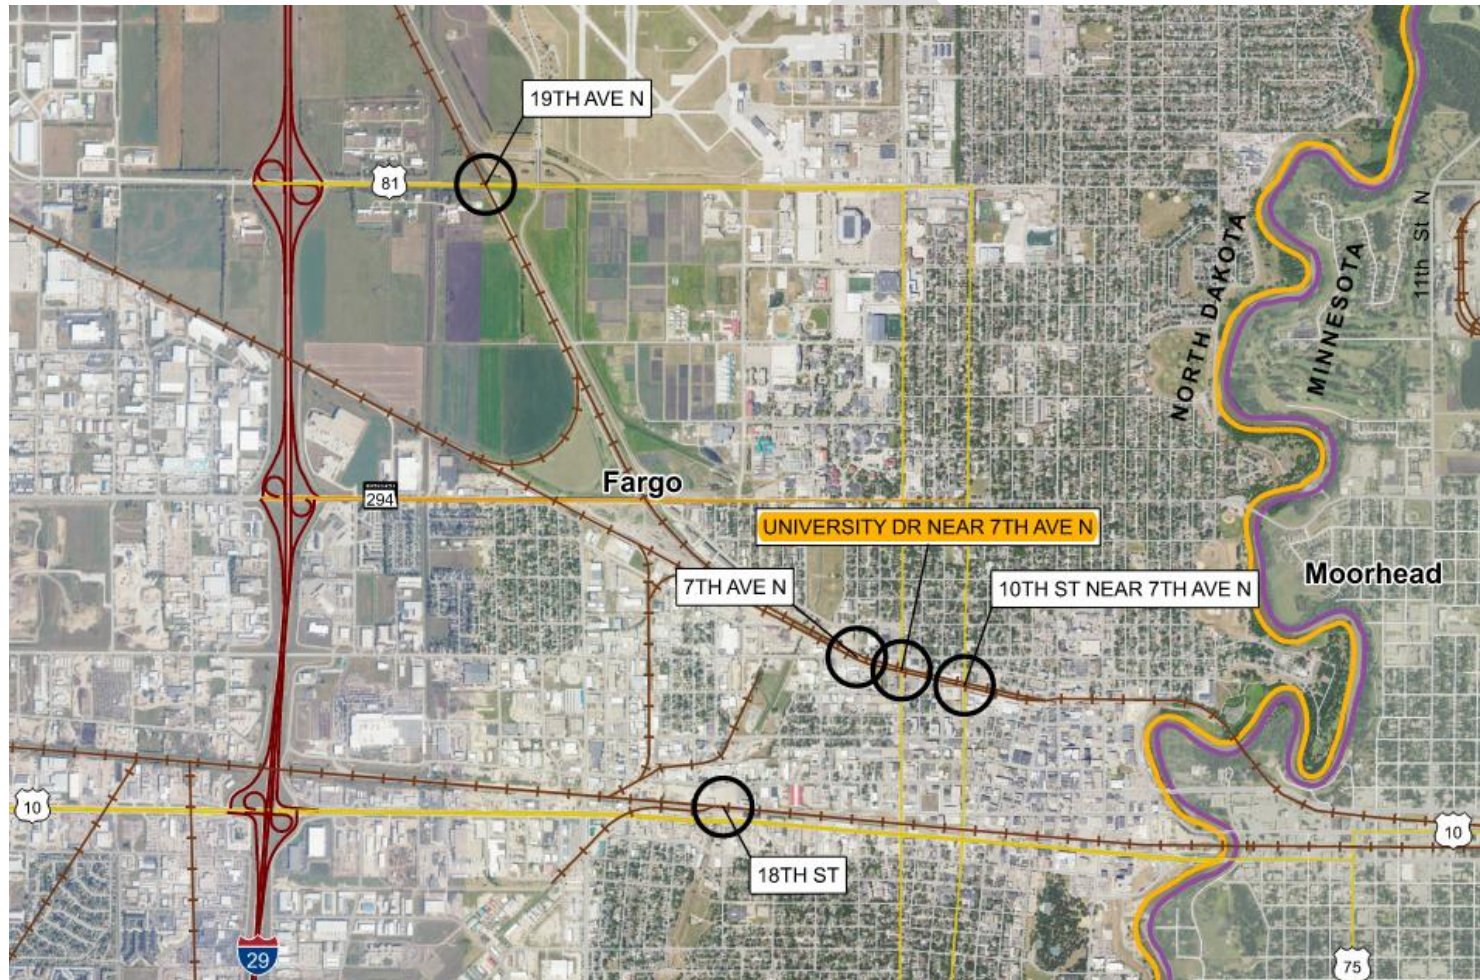 19TH AVE N
81
11th St N
NORTH DAKOTA
MINNESOTA
Fargo
294
UNIVERSITY DR NEAR 7TH AVE N
7TH AVE N
10TH ST NEAR 7TH AVE N
Moorhead
10
10
18TH ST
29
75